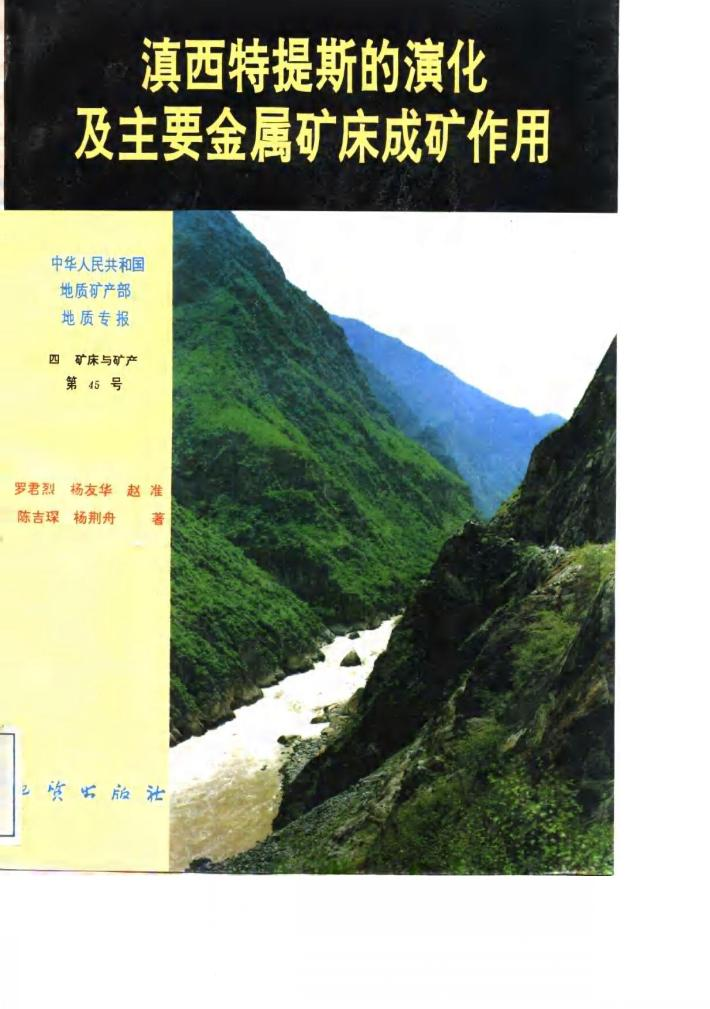 滇西特提斯的演化
及主要金属矿床成矿作用
中华人民共和国
地质矿产部
地质专报
四 矿床与矿产
第 45 号
罗君烈 杨友华 赵 准
陈吉琛 杨荆舟 著
地质出版社